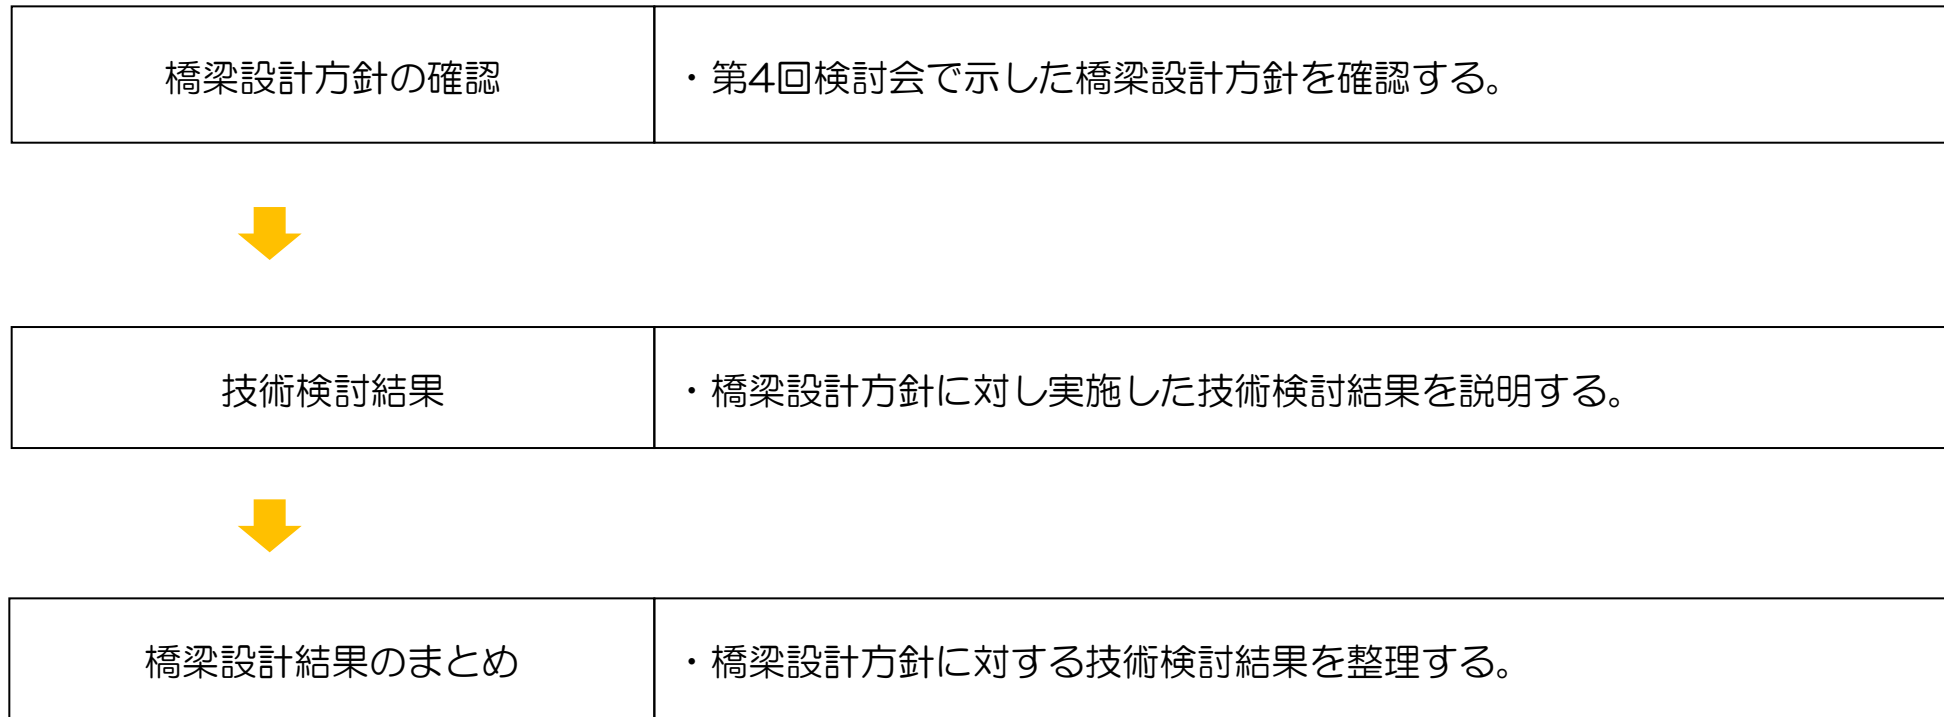 橋梁設計方針の確認
・第4回検討会で示した橋梁設計方針を確認する。
技術検討結果
・橋梁設計方針に対し実施した技術検討結果を説明する。
橋梁設計結果のまとめ
・橋梁設計方針に対する技術検討結果を整理する。